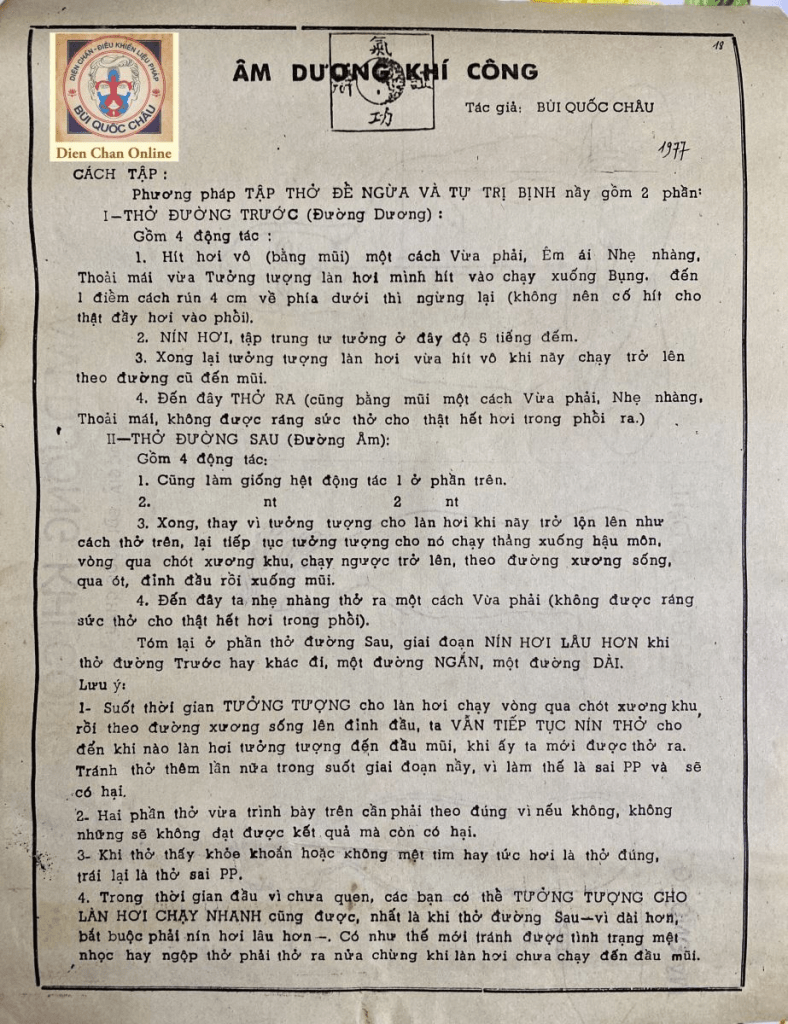 18
氣
ÂM DƯƠNG KHÍ CÔNG
功
DIỆN CHẨN - ĐIỀU KHIỂN LIỆU PHÁP
BÙI QUỐC CHÂU
Dien Chan Online
Tác giả: BÙI QUỐC CHÂU
1977
CÁCH TẬP :
Phương pháp TẬP THỞ ĐỀ NGỪA VÀ TỰ TRỊ BỊNH nầy gồm 2 phần:
I-THỞ ĐƯỜNG TRƯỚC (Đường Dương) :
Gồm 4 động tác :
1. Hít hơi vô (bằng mũi) một cách Vừa phải, Êm ái Nhẹ nhàng,
Thoải mái vừa Tưởng tượng làn hơi mình hít vào chạy xuống Bụng, đến
1 điểm cách rún 4 cm về phía dưới thì ngừng lại (không nên cố hít cho
thật đầy hơi vào phổi).
2. NÍN HƠI, tập trung tư tưởng ở đây độ 5 tiếng đếm.
3. Xong lại tưởng tượng làn hơi vừa hít vô khi nãy chạy trở lên
theo đường cũ đến mũi.
4. Đến đây THỞ RA (cũng bằng mũi một cách Vừa phải, Nhẹ nhàng,
Thoải mái, không được ráng sức thở cho thật hết hơi trong phổi ra.)
II—THỞ ĐƯỜNG SAU (Đường Âm):
Gồm 4 động tác:
1. Cũng làm giống hệt động tác 1 ở phần trên.
2. nt 2 nt
3. Xong, thay vì tưởng tượng cho làn hơi khi nãy trở lộn lên như
cách thở trên, lại tiếp tục tưởng tượng cho nó chạy thẳng xuống hậu môn,
vòng qua chót xương khu, chạy ngược trở lên, theo đường xương sống,
qua ót, đỉnh đầu rồi xuống mũi.
4. Đến đây ta nhẹ nhàng thở ra một cách Vừa phải (không được ráng
sức thở cho thật hết hơi trong phổi).
Tóm lại ở phần thở đường Sau, giai đoạn NÍN HƠI LÂU HƠN khi
thở đường Trước hay khác đi, một đường NGẮN, một đường DÀI.
Lưu ý:
1- Suốt thời gian TƯỞNG TƯỢNG cho làn hơi chạy vòng qua chót xương khu,
rồi theo đường xương sống lên đỉnh đầu, ta VẪN TIẾP TỤC NÍN THỞ cho
đến khi nào làn hơi tưởng tượng đến đầu mũi, khi ấy ta mới được thở ra.
Tránh thở thêm lần nữa trong suốt giai đoạn nầy, vì làm thế là sai PP và sẽ
có hại.
2- Hai phần thở vừa trình bày trên cần phải theo đúng vì nếu không, không
những sẽ không đạt được kết quả mà còn có hại.
3- Khi thở thấy khỏe khoắn hoặc không mệt tim hay tức hơi là thở đúng,
trái lại là thở sai PP.
4. Trong thời gian đầu vì chưa quen, các bạn có thể TƯỞNG TƯỢNG CHO
LÀN HƠI CHẠY NHANH cũng được, nhất là khi thở đường Sau—vì dài hơn,
bắt buộc phải nín hơi lâu hơn —. Có như thế mới tránh được tình trạng mệt
nhọc hay ngộp thở phải thở ra nửa chừng khi làn hơi chưa chạy đến đầu mũi.